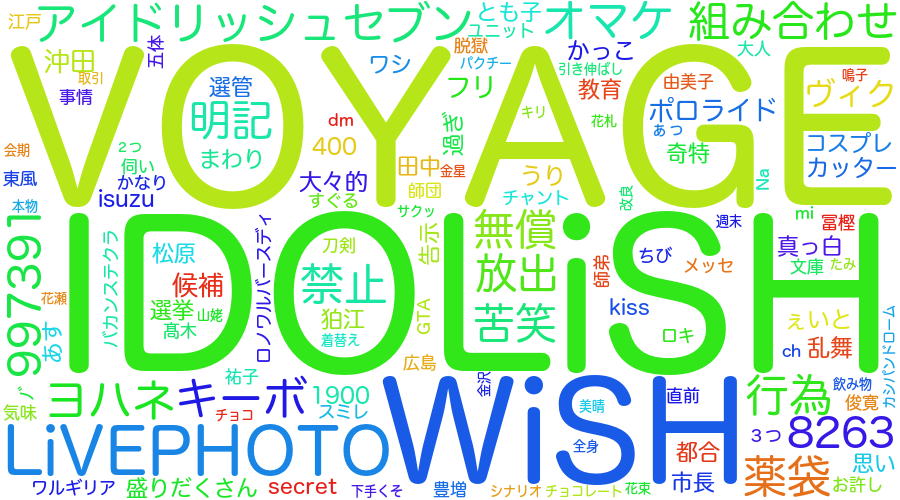 江戸 アイドリッシュセブン とも子 オマケ 組み合わせ
ユニット
五体 脱獄 かっこ 大人
VOYAGE
沖田 ワシ パクチー 引き伸ばし 鳴子
取引 選管 フリ キリ 教育 由美子 ヴィク
事情 明記 dm 花札 ポロライド
400 過ぎ あっ コスプレ
会期 2つ まわり 奇特 カッター
伺い 田中 金星 うり
東風 かなり 大々的 師団 チャント 改良 Na
本物 isuzu すぐる サクッ mi
IDOLiSH
997391 無償 週末 冨樫
バカンステクラ 松原 ロノワルバースディ 刀剣 告示 真っ白
候補 禁止 放出 師弟 ちび メッセ 文庫 たみ
花瀬 選挙 山姥 狛江 GTA 苦笑 kiss ぇいと
あす 髙木 着替え ロキ ch 乱舞
広島 カシパンドローム
祐子 金沢
WiSH
ヨハネ キーボ 1900 美晴 直前 行為 飲み物
気味 チョコ スミレ 俊寛
LiVEPHOTO 3つ 8263
全身 都合
薬袋 思い
ワルギリア 盛りだくさん secret 下手くそ 豊増 シナリオ チョコレート 花束 市長 お許し